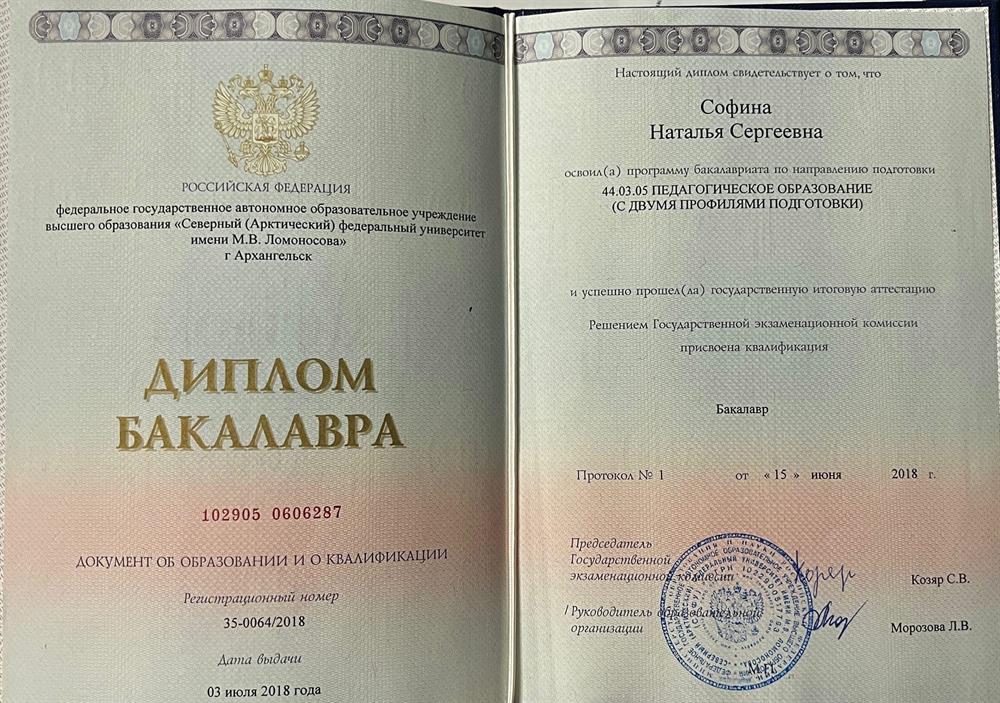 РОССИЙСКАЯ ФЕДЕРАЦИЯ
федеральное государственное автономное образовательное учреждение
высшего образования «Северный (Арктический) федеральный университет
имени М.В. Ломоносова»
г Архангельск
ДИПЛОМ
БАКАЛАВРА
102905 0606287
ДОКУМЕНТ ОБ ОБРАЗОВАНИИ И О КВАЛИФИКАЦИИ
Регистрационный номер
35-0064/2018
Дата выдачи
03 июля 2018 года
Настоящий диплом свидетельствует о том, что
Софина
Наталья Сергеевна
освоил(а) программу бакалавриата по направлению подготовки
44.03.05 ПЕДАГОГИЧЕСКОЕ ОБРАЗОВАНИЕ
(С ДВУМЯ ПРОФИЛЯМИ ПОДГОТОВКИ)
и успешно прошел(ла) государственную итоговую аттестацию
Решением Государственной экзаменационной комиссии
присвоена квалификация
Бакалавр
Протокол № 1 от « 15 » июня 2018 г.
Председатель
Государственной
экзаменационной комиссии
Козяр С.В.
Руководитель образовательной
организации
Морозова Л.В.
М.П.